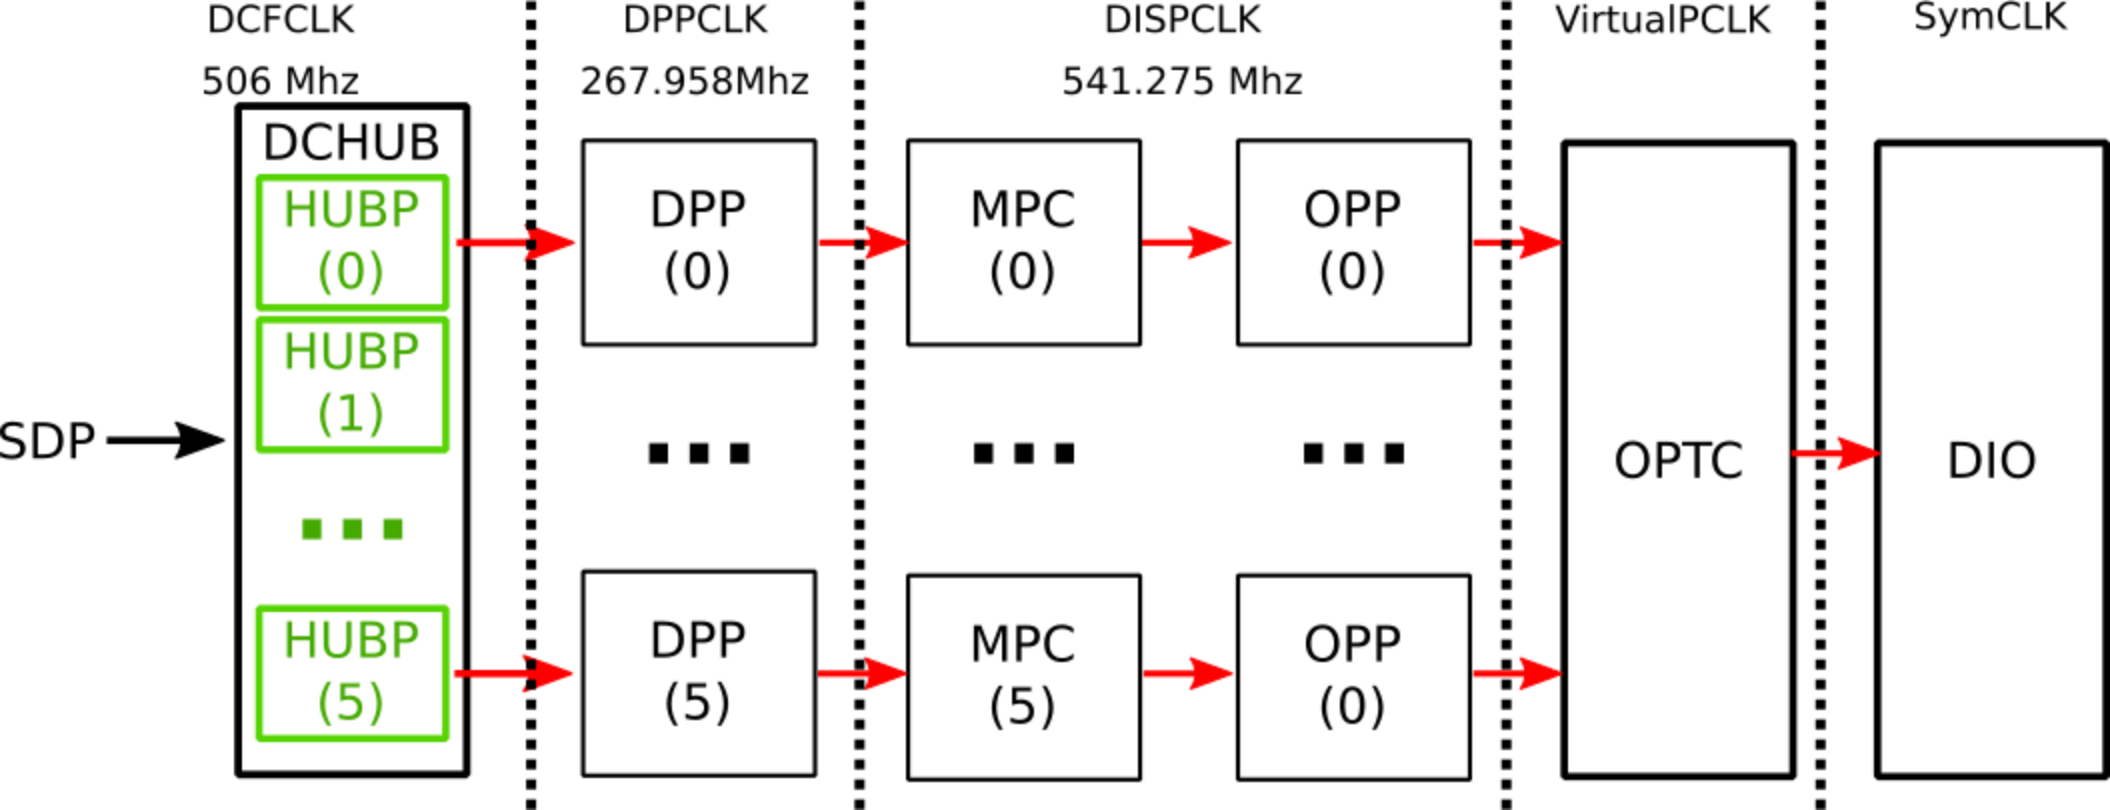 DCFCLK
506 Mhz
DPPCLK
267.958Mhz
DISPCLK
541.275 Mhz
VirtualPCLK
SymCLK
SDP
DCHUB
HUBP
(0)
HUBP
(1)
HUBP
(5)
DPP
(0)
DPP
(5)
MPC
(0)
MPC
(5)
OPP
(0)
OPP
(0)
OPTC
DIO